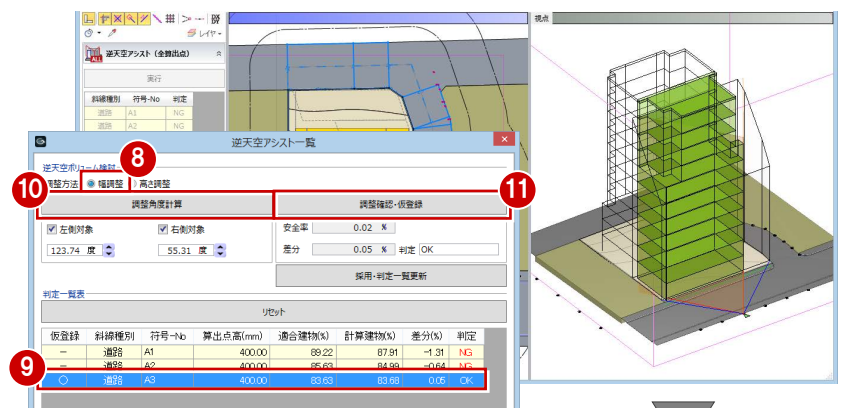 レイヤ
視点
逆天空アシスト（全算出点）
ALL
実行
斜線種別 符号-No 判定
道路 A1 NG
道路 A2 NG
逆天空アシスト一覧
逆天空ボリューム検討
8
調整方法 幅調整 高さ調整
10
11
調整角度計算 調整確認・仮登録
左側対象 右側対象
安全率 0.02 %
123.74 度 55.31 度
差分 0.05 % 判定 OK
採用・判定一覧更新
判定一覧表
リセット
仮登録 斜線種別 符号-No 算出点高(mm) 適合建物(%) 計算建物(%) 差分(%) 判定
− 道路 A1 400.00 89.22 87.91 -1.31 NG
− 道路 A2 400.00 85.63 84.99 -0.64 NG
9
○ 道路 A3 400.00 83.63 83.68 0.05 OK